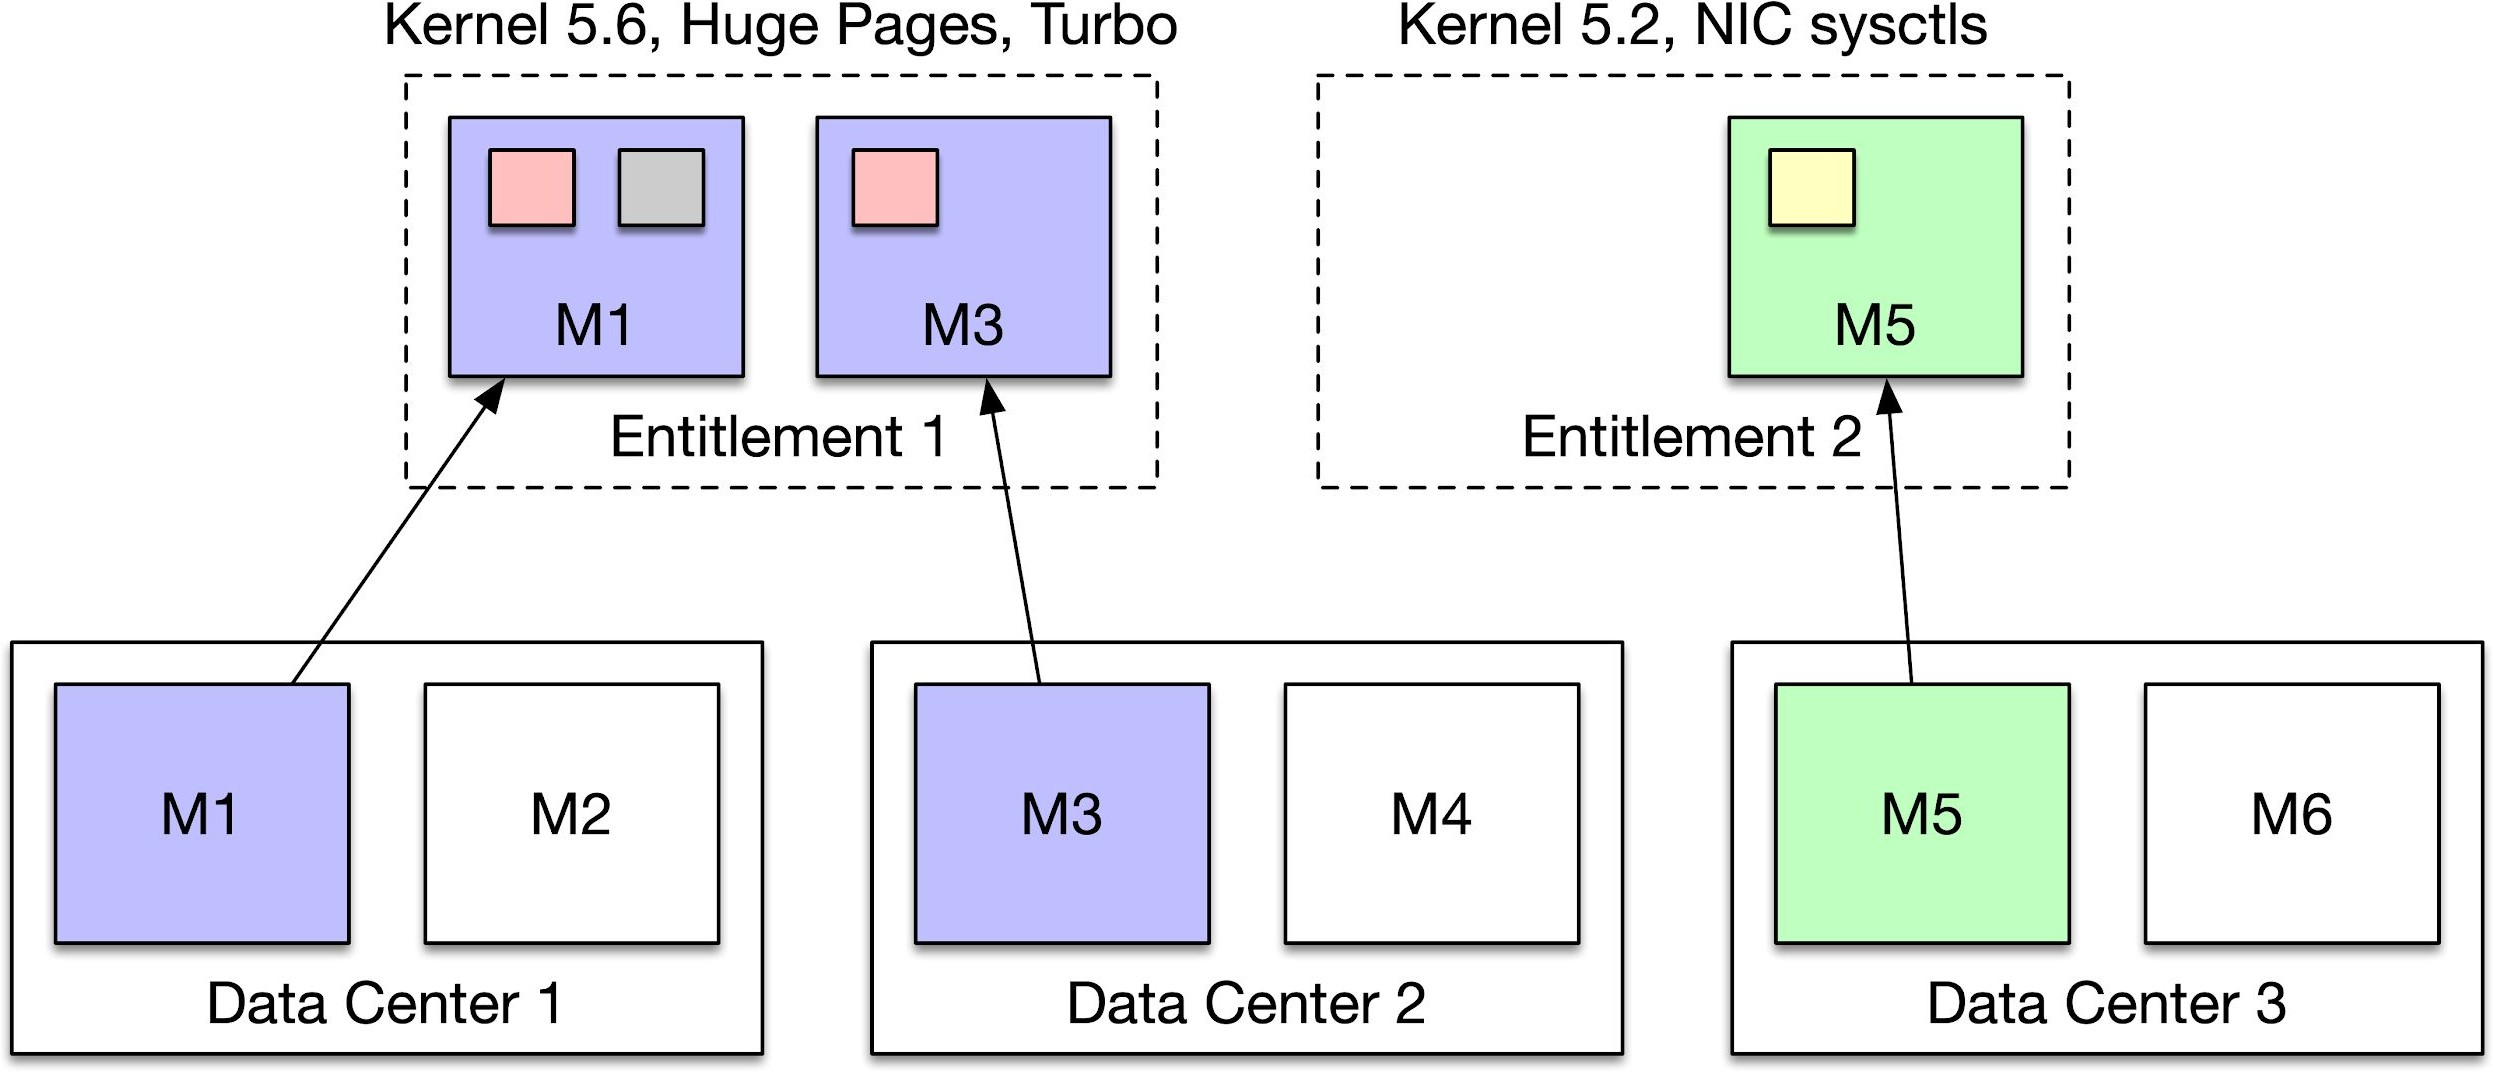 Kernel 5.6, Huge Pages, Turbo
Kernel 5.2, NIC sysctls
M1
M3
M5
Entitlement 1
Entitlement 2
M1
M2
M3
M4
M5
M6
Data Center 1
Data Center 2
Data Center 3